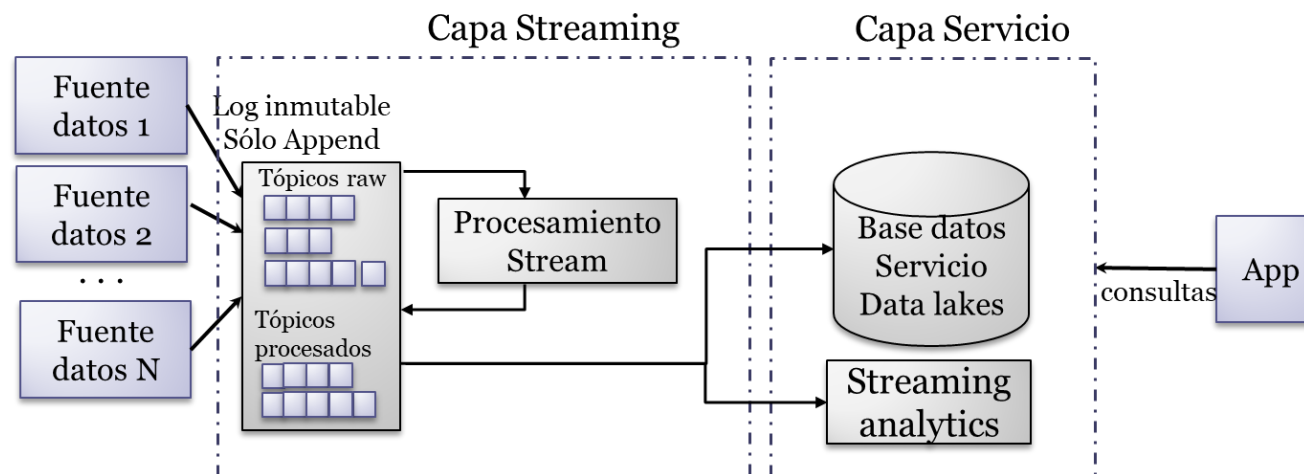 Capa Streaming
Capa Servicio
Fuente
datos 1
Fuente
datos 2
. . .
Fuente
datos N
Log inmutable
Sólo Append
Tópicos raw
Tópicos
procesados
Procesamiento
Stream
Base datos
Servicio
Data lakes
Streaming
analytics
consultas
App